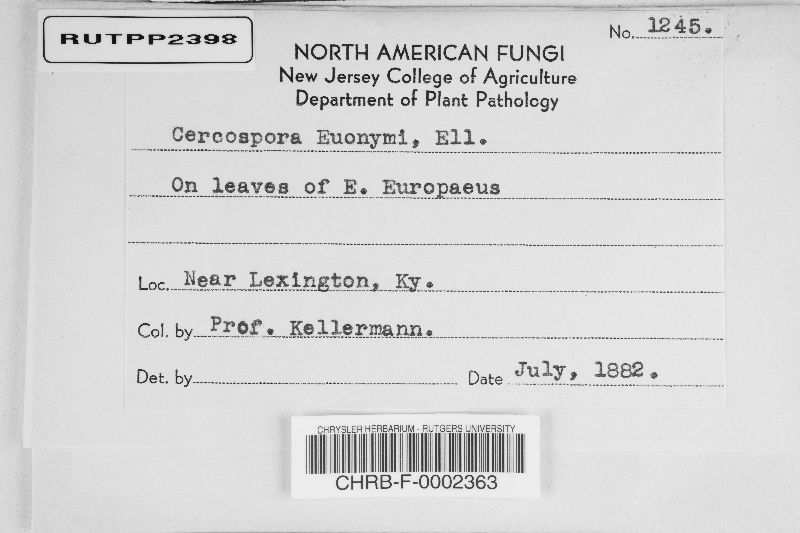 RUTPP2398
No. 1245.
NORTH AMERICAN FUNGI
New Jersey College of Agriculture
Department of Plant Pathology
Cercospora Euonymi, Ell.
On leaves of E. Europaeus
Loc. Near Lexington, Ky.
Col. by Prof. Kellermann.
Det. by
Date July, 1882.
CHRYSLER HERBARIUM - RUTGERS UNIVERSITY
CHRB-F-0002363